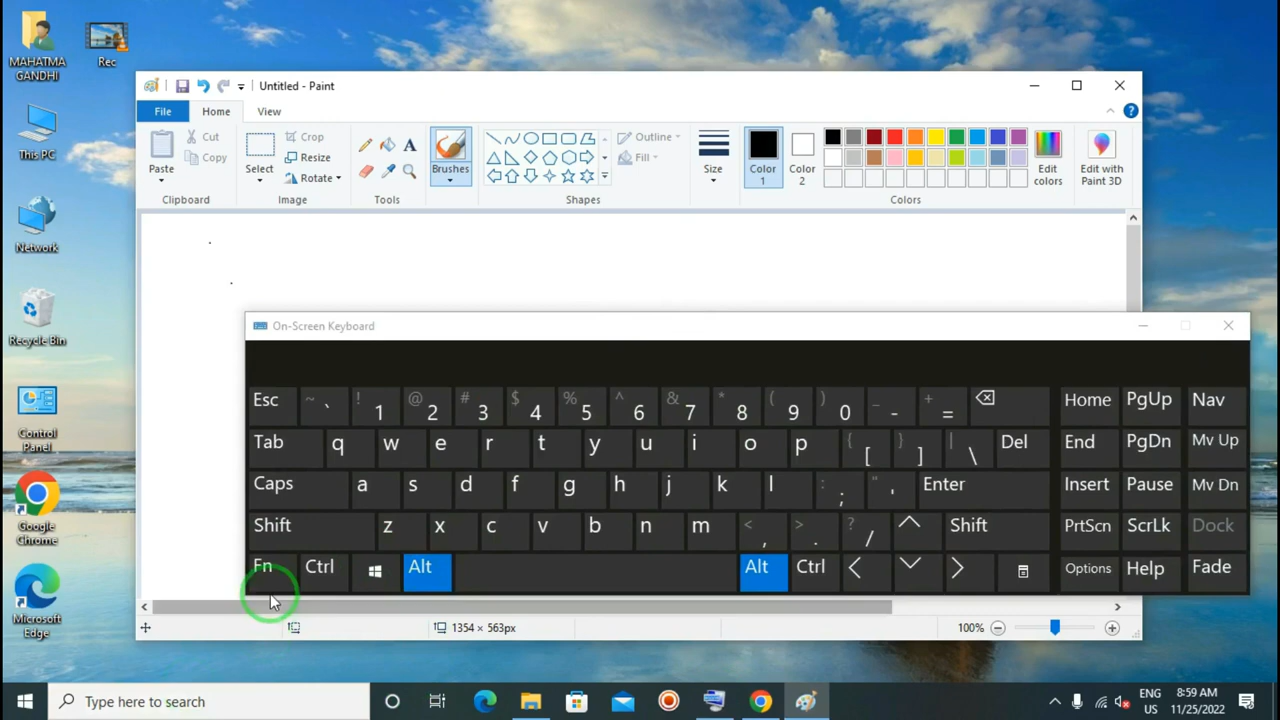 MAHATMA
GANDHI
Rec
This PC
Network
Recycle Bin
Control
Panel
Google
Chrome
Microsoft
Edge
Untitled - Paint
File Home View
Paste
Cut
Copy
Clipboard
Select
Crop
Resize
Rotate
Image
A
Tools
Brushes
Outline
Fill
Shapes
Size
Color
1
Color
2
Edit
colors
Colors
Edit with
Paint 3D
On-Screen Keyboard
Esc ~ ` ! 1 @ 2 # 3 $ 4 % 5 ^ 6 & 7 * 8 ( 9 ) 0 _ - + = Home PgUp Nav
Tab q w e r t y u i o p { [ } ] | \ Del End PgDn Mv Up
Caps a s d f g h j k l : ; " ' Enter Insert Pause Mv Dn
Shift z x c v b n m < , > . ? / Shift PrtScn ScrLk Dock
Fn Ctrl Alt Alt Ctrl Options Help Fade
1354 × 563px
100%
Type here to search
ENG
US
8:59 AM
11/25/2022